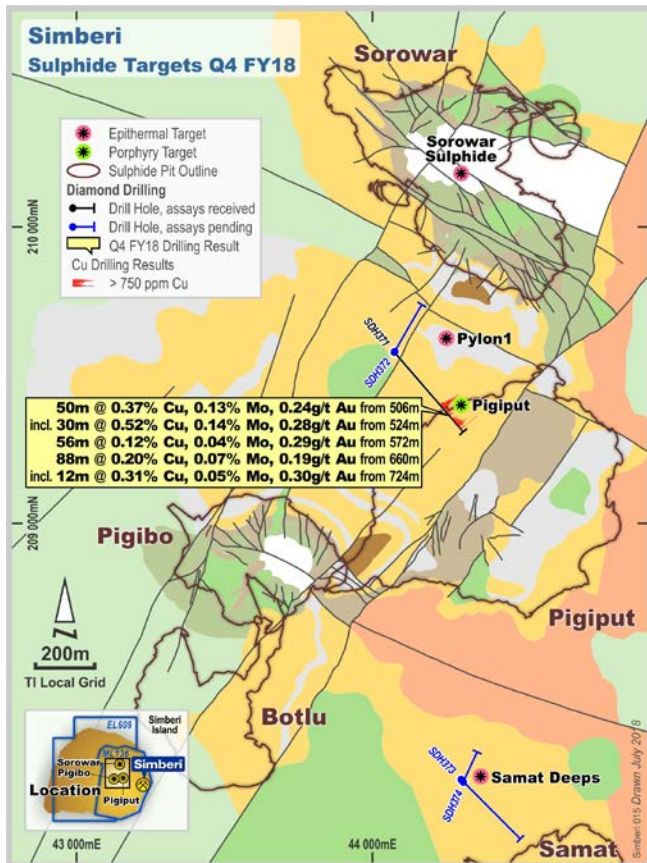 Simberi
Sulphide Targets Q4 FY18
Epithermal Target
Porphyry Target
Sulphide Pit Outline
Diamond Drilling
Drill Hole, assays received
Drill Hole, assays pending
Q4 FY18 Drilling Result
Cu Drilling Results
> 750 ppm Cu
Sorowar
Sorowar
Sulphide
210 000mN
SDH371
SDH372
Pylon1
Pigiput
50m @ 0.37% Cu, 0.13% Mo, 0.24g/t Au from 506m
incl. 30m @ 0.52% Cu, 0.14% Mo, 0.28g/t Au from 524m
56m @ 0.12% Cu, 0.04% Mo, 0.29g/t Au from 572m
88m @ 0.20% Cu, 0.07% Mo, 0.19g/t Au from 660m
incl. 12m @ 0.31% Cu, 0.05% Mo, 0.30g/t Au from 724m
209 000mN
Pigibo
Pigiput
N
200m
TI Local Grid
Botlu
EL609
Simberi
Island
ML136
Sorowar
Pigibo
Simberi
Location
Pigiput
SDH373
SDH374
Samat Deeps
Samat
43 000mE
44 000mE
Simberi 015 Drawn July 2018